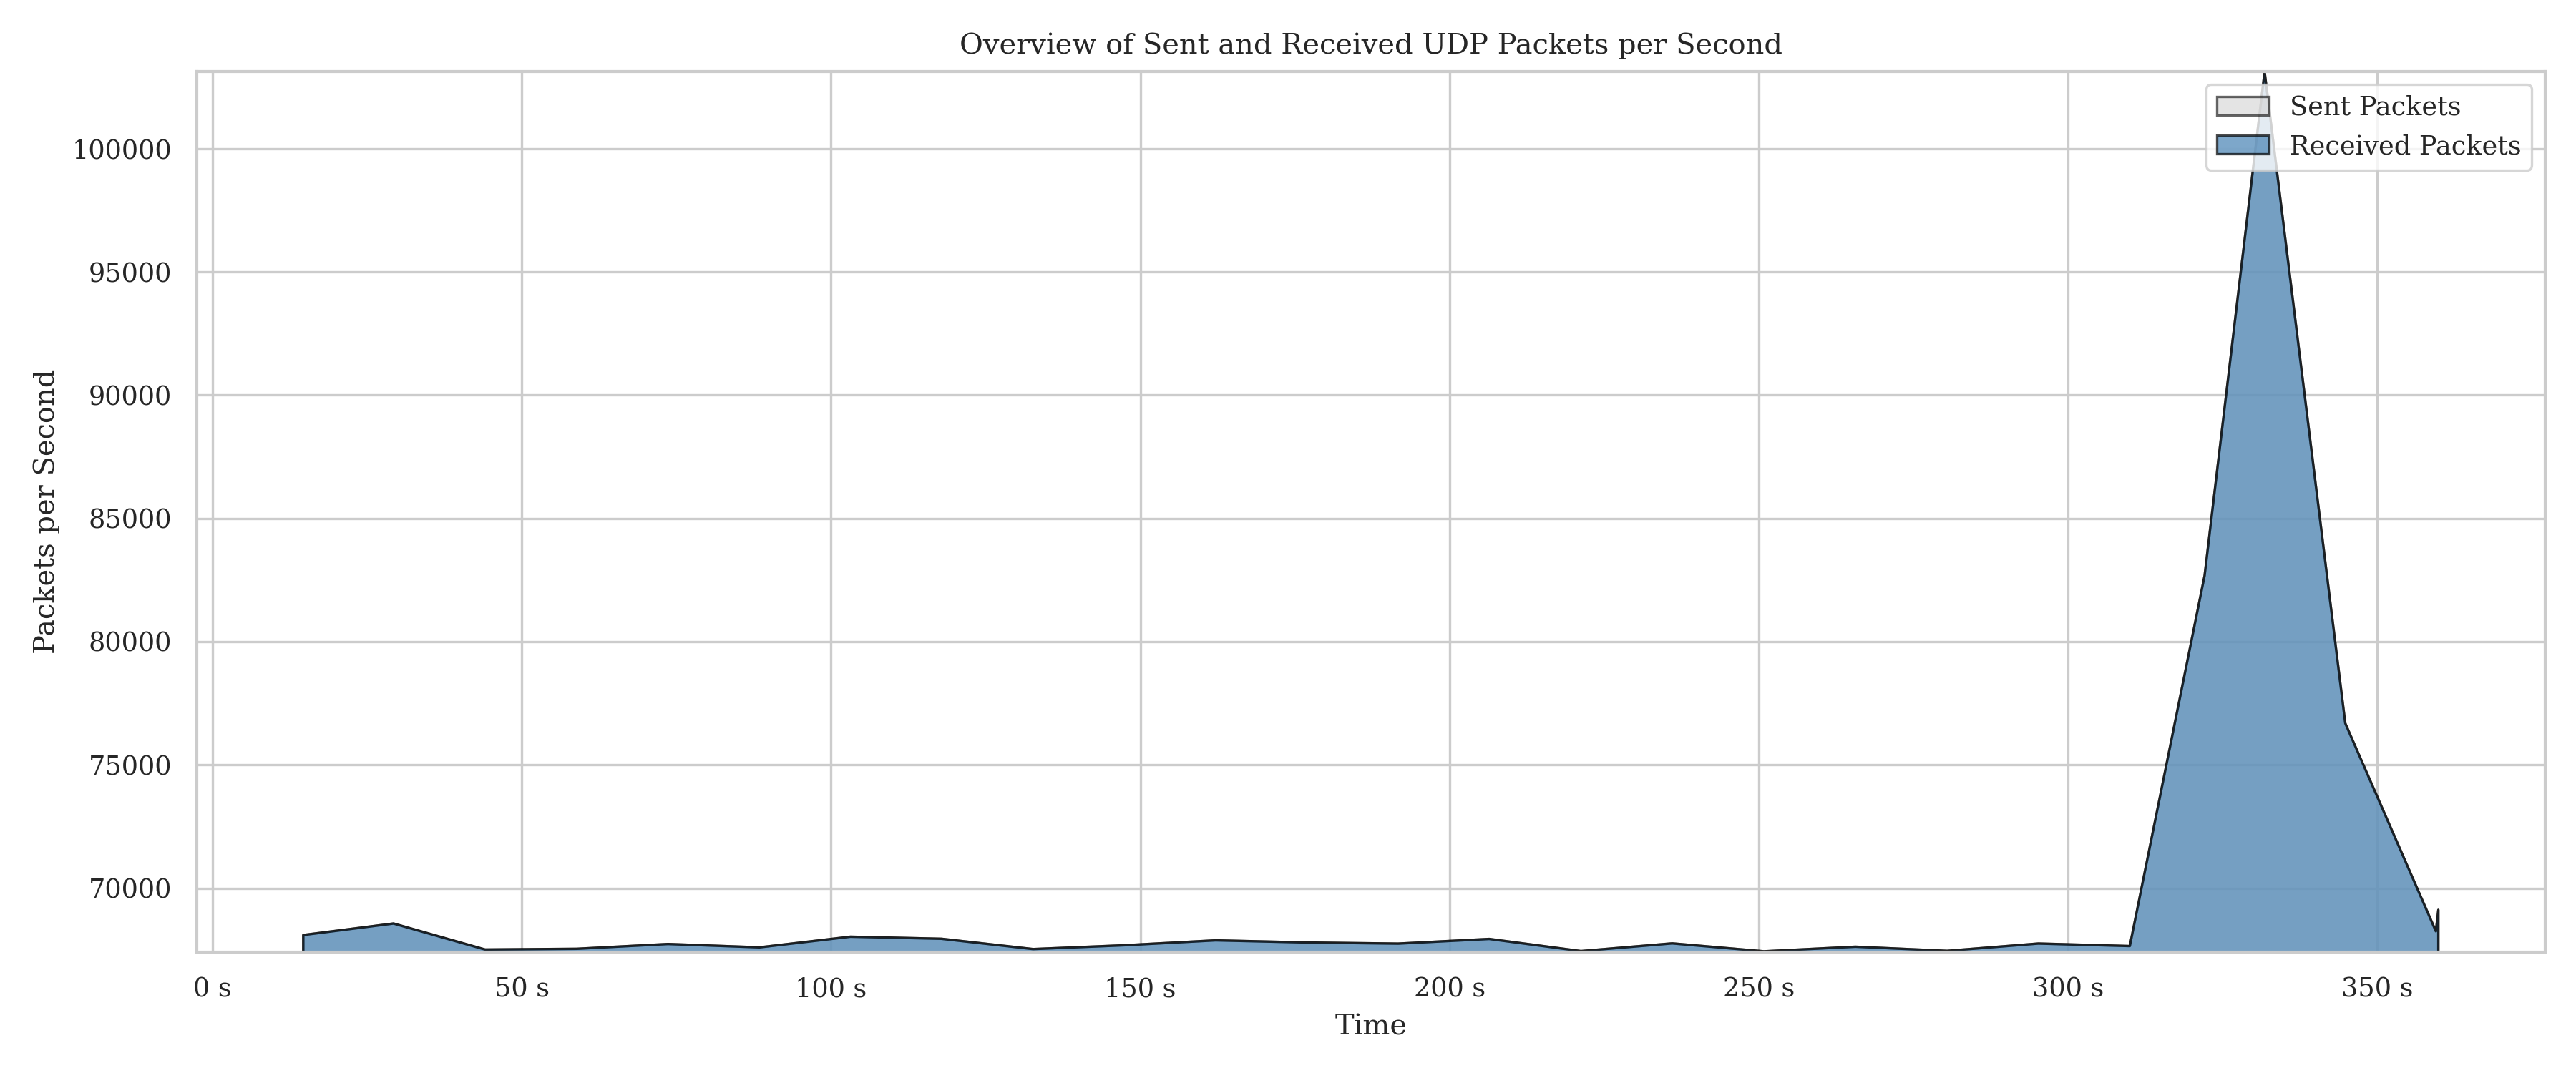 Overview of Sent and Received UDP Packets per Second
Sent Packets
Received Packets
Packets per Second
100000
95000
90000
85000
80000
75000
70000
0 s
50 s
100 s
150 s
200 s
250 s
300 s
350 s
Time